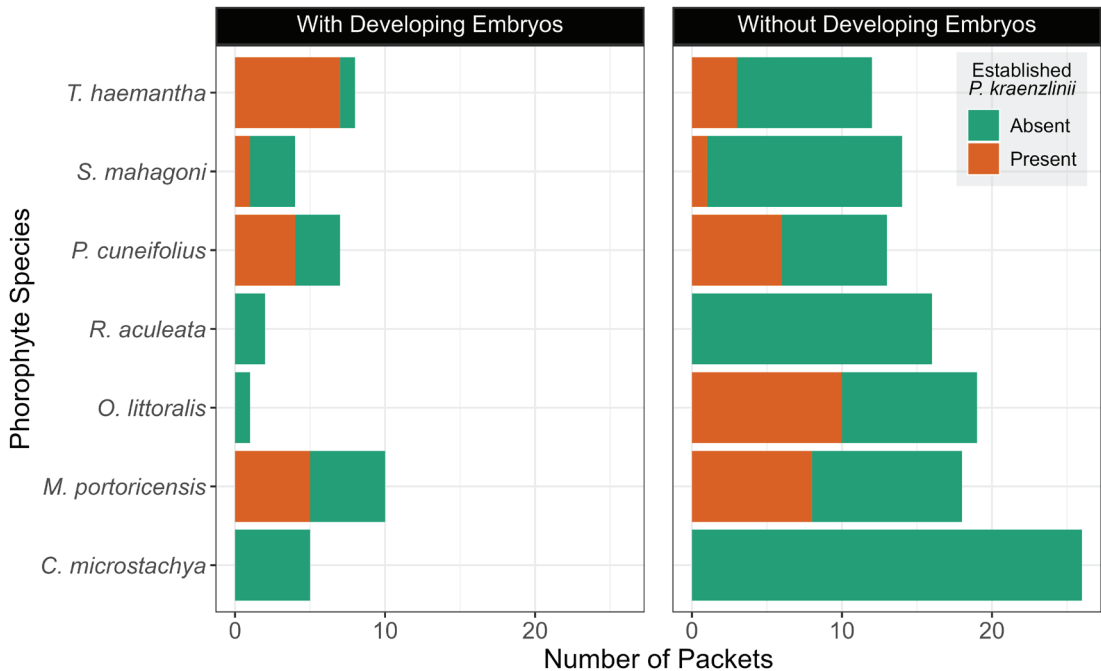 With Developing Embryos
Without Developing Embryos
Established
P. kraenzlinii
Absent
Present
Phorophyte Species
T. haemantha
S. mahagoni
P. cuneifolius
R. aculeata
O. littoralis
M. portoricensis
C. microstachya
0 10 20
0 10 20
Number of Packets